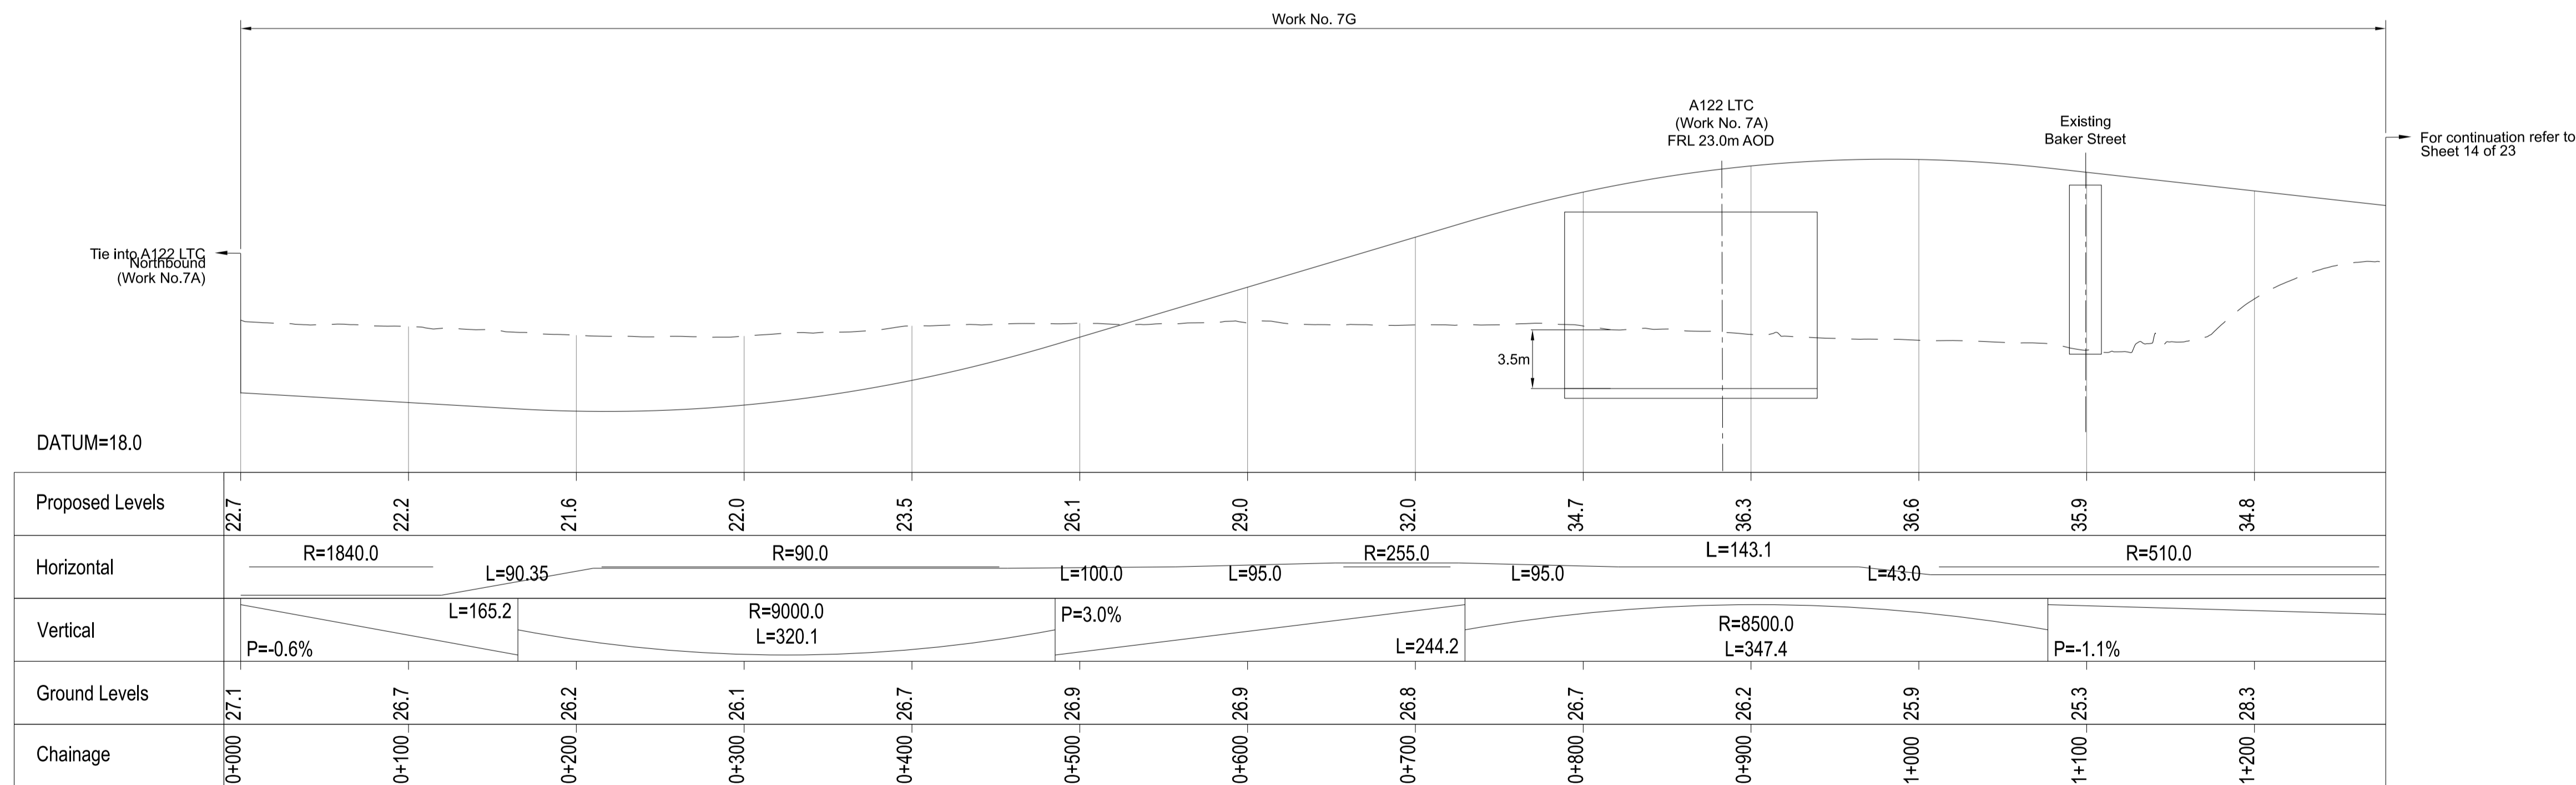 Work No. 7G
A122 LTC
(Work No. 7A)
FRL 23.0m AOD
Existing
Baker Street
For continuation refer to
Sheet 14 of 23
Tie into A122 LTC
Northbound
(Work No.7A)
3.5m
DATUM=18.0
Proposed Levels 22.7 22.2 21.6 22.0 23.5 26.1 29.0 32.0 34.7 36.3 36.6 35.9 34.8
Horizontal R=1840.0 L=90.35 R=90.0 L=100.0 L=95.0 R=255.0 L=95.0 L=143.1 L=43.0 R=510.0
Vertical P=-0.6% L=165.2 R=9000.0 L=320.1 P=3.0% L=244.2 R=8500.0 L=347.4 P=-1.1%
Ground Levels 27.1 26.7 26.2 26.1 26.7 26.9 26.9 26.8 26.7 26.2 25.9 25.3 28.3
Chainage 0+000 0+100 0+200 0+300 0+400 0+500 0+600 0+700 0+800 0+900 1+000 1+100 1+200